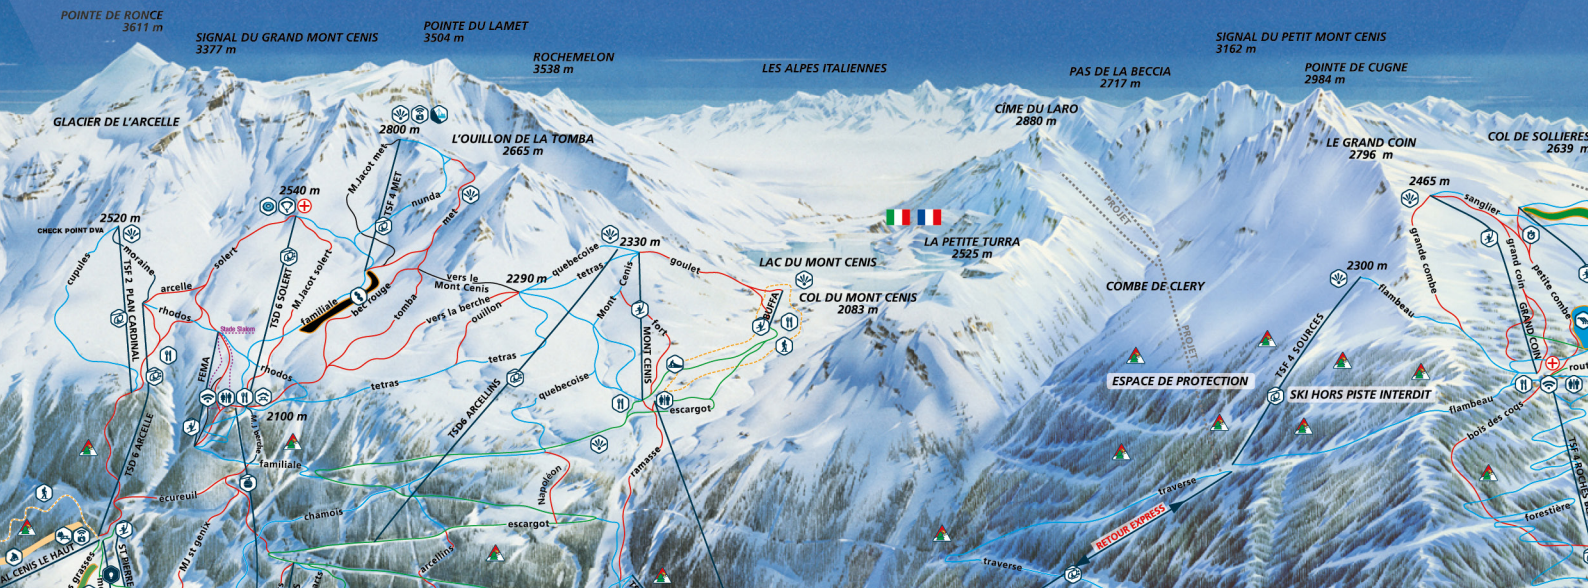 POINTE DE RONCE
3611 m
SIGNAL DU GRAND MONT CENIS
3377 m
POINTE DU LAMET
3504 m
ROCHEMELON
3538 m
LES ALPES ITALIENNES
SIGNAL DU PETIT MONT CENIS
3162 m
PAS DE LA BECCIA
2717 m
POINTE DE CUGNE
2984 m
CÎME DU LARO
2880 m
GLACIER DE L'ARCELLE
2800 m
L'OUILLON DE LA TOMBA
2665 m
LE GRAND COIN
2796 m
COL DE SOLLIERES
2639 m
M.Jacot met
TSF 4 MET
nunda
met
2540 m
2520 m
CHECK POINT DVA
cupules
moraine
TSF 2 PLAN CARDINAL
solert
arcelle
rhodos
TSD 6 SOLERT
M.Jacot solert
familiale
bec rouge
tomba
vers le
Mont Cenis
vers la berche
ouillon
2290 m
quebecoise
tetras
2330 m
goulet
Mont Cenis
fort
MONT CENIS
BUFFA
LAC DU MONT CENIS
COL DU MONT CENIS
2083 m
LA PETITE TURRA
2525 m
PROJET
PROJET
COMBE DE CLERY
2465 m
sanglier
grande combe
grand coin
petite combe
GRAND COIN
2300 m
flambeau
TSF 4 SOURCES
ESPACE DE PROTECTION
SKI HORS PISTE INTERDIT
flambeau
bois des coqs
rout
TSF 4 ROCHES B
forestière
Stade Slalom
FEMA
rhodos
tetras
tetras
2100 m
TSD6 ARCELLINS
quebecoise
escargot
ramasse
TSD 6 ARCELLE
familiale
écureuil
chamois
Napoléon
escargot
arcellins
M.J st genix
AL CENIS LE HAUT
ST PIERRE
s grasses
traverse
RETOUR EXPRESS
traverse